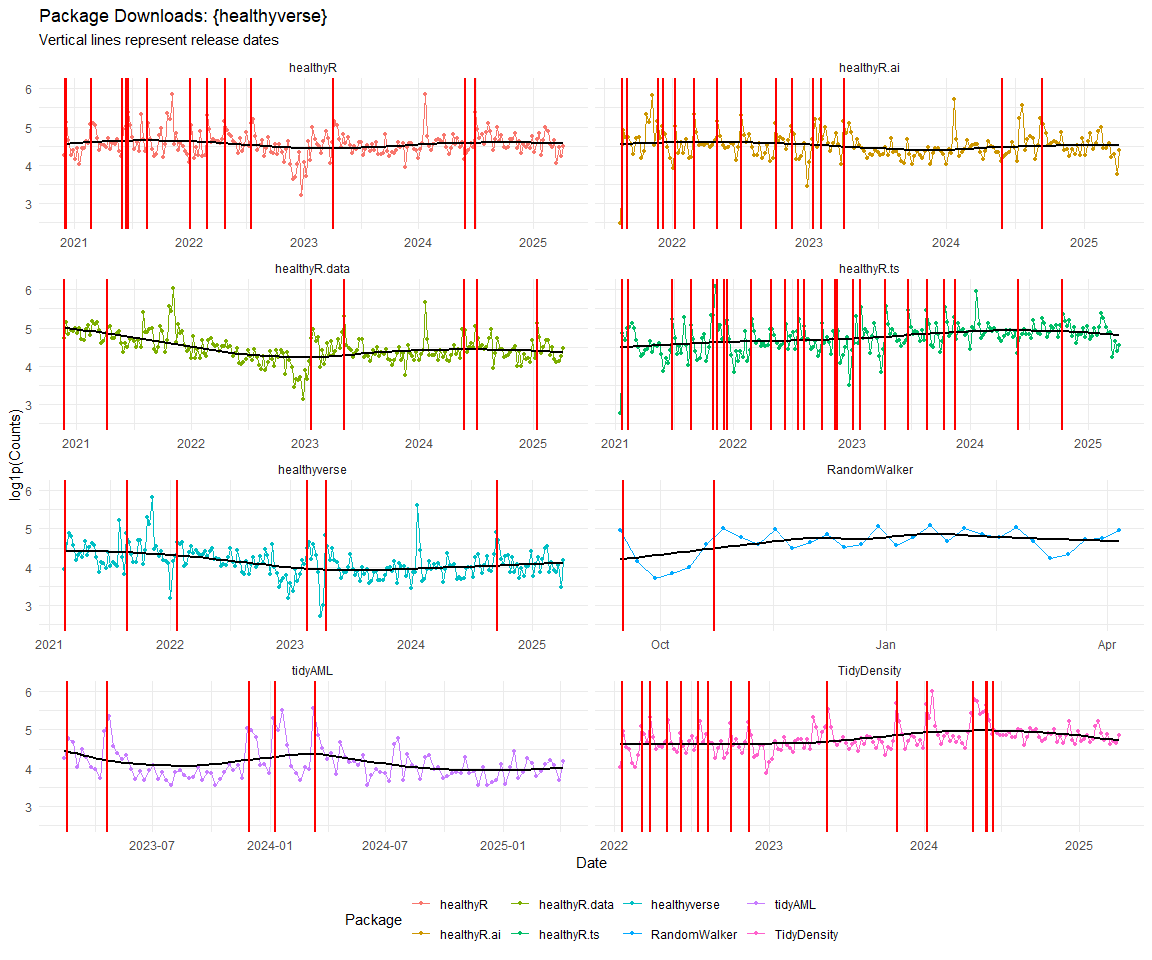 Package Downloads: {healthyverse}
Vertical lines represent release dates
healthyR
healthyR.ai
6
5
4
3
2021 2022 2023 2024 2025
2022 2023 2024 2025
healthyR.data
healthyR.ts
6
5
4
3
2021 2022 2023 2024 2025
2021 2022 2023 2024 2025
log1p(Counts)
healthyverse
RandomWalker
6
5
4
3
2021 2022 2023 2024 2025
Oct Jan Apr
tidyAML
TidyDensity
6
5
4
3
2023-07 2024-01 2024-07 2025-01
2022 2023 2024 2025
Date
Package
healthyR healthyR.data healthyverse tidyAML
healthyR.ai healthyR.ts RandomWalker TidyDensity